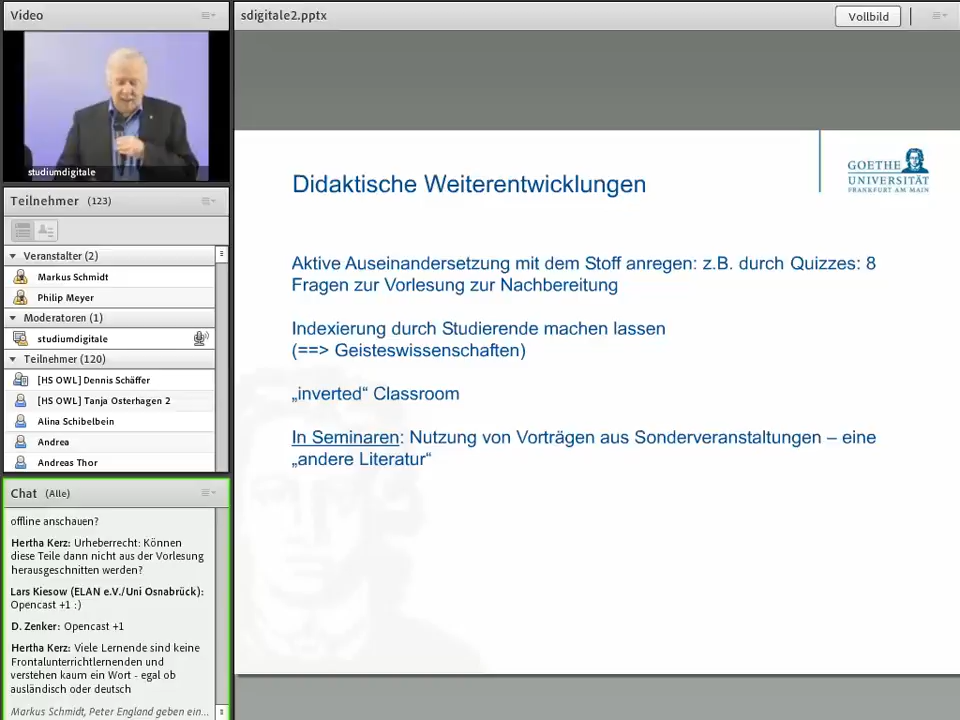 Video
studiumdigitale
Teilnehmer (123)
Veranstalter (2)
Markus Schmidt
Philip Meyer
Moderatoren (1)
studiumdigitale
Teilnehmer (120)
[HS OWL] Dennis Schäffer
[HS OWL] Tanja Osterhagen 2
Alina Schibelbein
Andrea
Andreas Thor
Chat (Alle)
offline anschauen?
Hertha Kerz: Urheberrecht: Können
diese Teile dann nicht aus der Vorlesung
herausgeschnitten werden?
Lars Kiesow (ELAN e.V./Uni Osnabrück):
Opencast +1 :)
D. Zenker: Opencast +1
Hertha Kerz: Viele Lernende sind keine
Frontalunterrichtlernenden und
verstehen kaum ein Wort - egal ob
ausländisch oder deutsch
Markus Schmidt, Peter England geben ein...
sdigitale2.pptx
Vollbild
GOETHE
UNIVERSITÄT
FRANKFURT AM MAIN
Didaktische Weiterentwicklungen
Aktive Auseinandersetzung mit dem Stoff anregen: z.B. durch Quizzes: 8
Fragen zur Vorlesung zur Nachbereitung
Indexierung durch Studierende machen lassen
(==> Geisteswissenschaften)
„inverted“ Classroom
In Seminaren: Nutzung von Vorträgen aus Sonderveranstaltungen – eine
„andere Literatur“